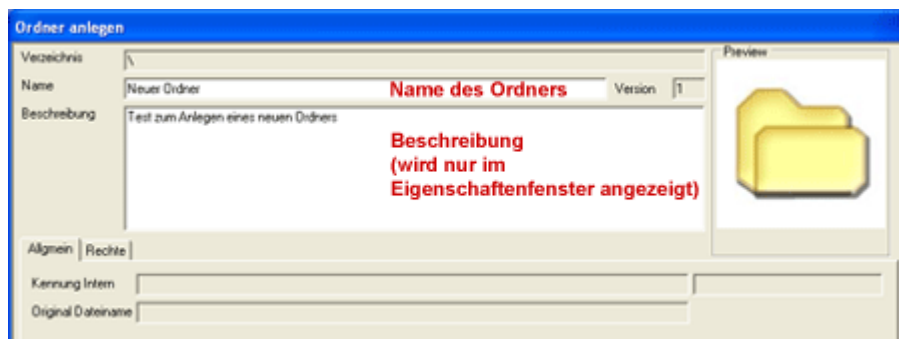 Ordner anlegen
Verzeichnis \
Preview
Name Neuer Ordner Name des Ordners Version 1
Beschreibung Test zum Anlegen eines neuen Ordners
Beschreibung
(wird nur im
Eigenschaftenfenster angezeigt)
Allgmein Rechte
Kennung Intern
Original Dateiname